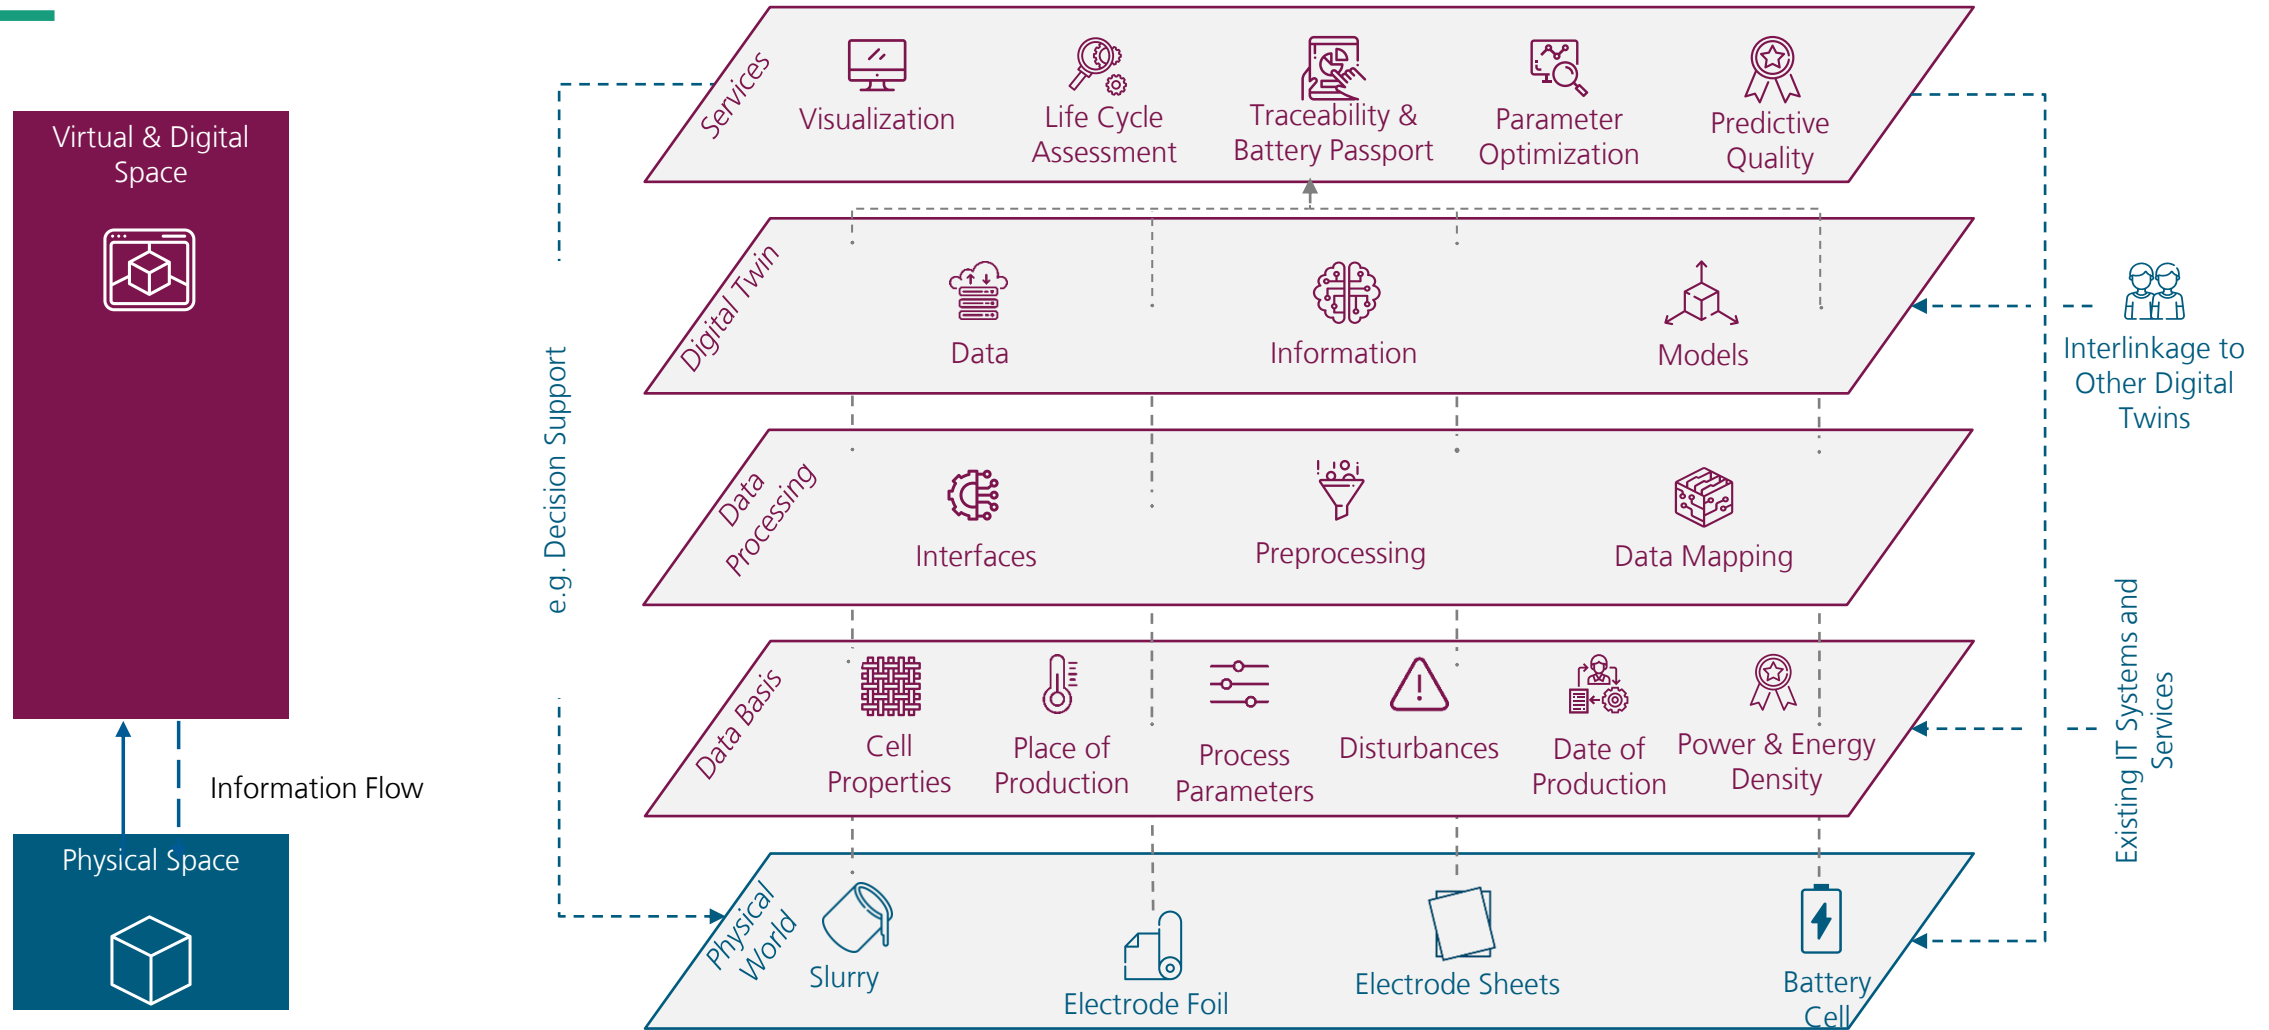 Virtual & Digital
Space
Information Flow
Physical Space
e.g. Decision Support
Services
Visualization
Life Cycle
Assessment
Traceability &
Battery Passport
Parameter
Optimization
Predictive
Quality
Digital Twin
Data
Information
Models
Interlinkage to
Other Digital
Twins
Data
Processing
Interfaces
Preprocessing
Data Mapping
Data Basis
Cell
Properties
Place of
Production
Process
Parameters
Disturbances
Date of
Production
Power & Energy
Density
Existing IT Systems and
Services
Physical
World
Slurry
Electrode Foil
Electrode Sheets
Battery
Cell